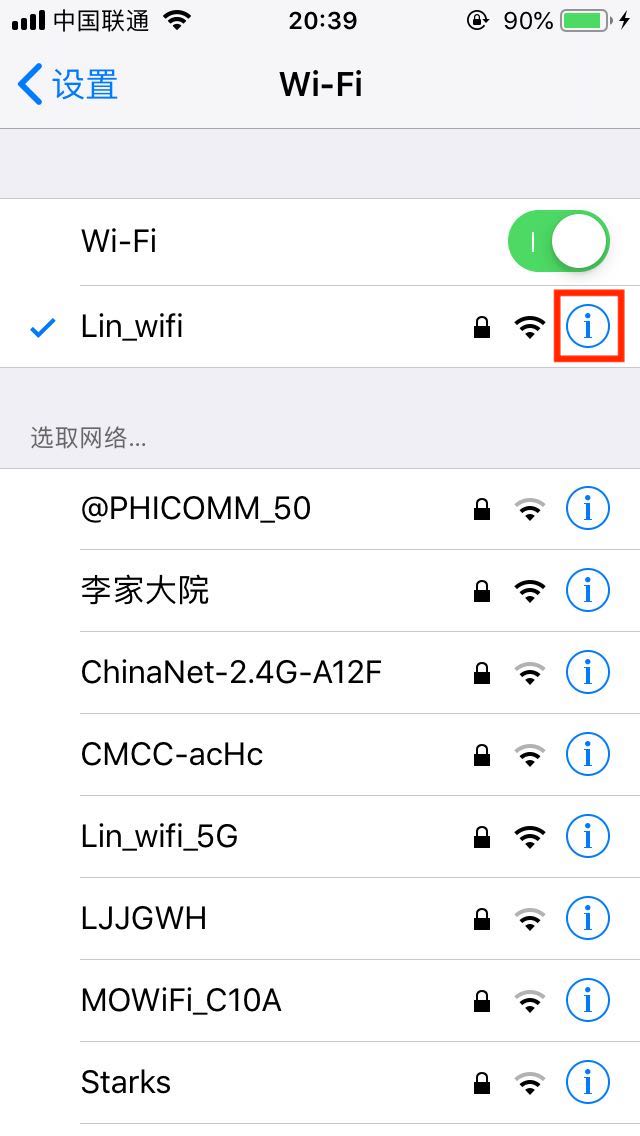 中国联通 20:39 90%
设置 Wi-Fi
Wi-Fi
Lin_wifi
选取网络...
@PHICOMM_50
李家大院
ChinaNet-2.4G-A12F
CMCC-acHc
Lin_wifi_5G
LJJGWH
MOWiFi_C10A
Starks